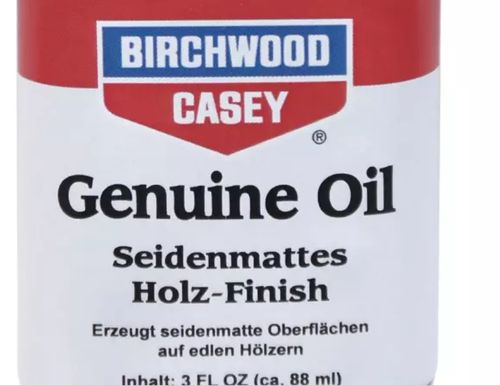 BIRCHWOOD
CASEY
®
Genuine Oil
Seidenmattes
Holz-Finish
Erzeugt seidenmatte Oberflächen
auf edlen Hölzern
Inhalt: 3 FL OZ (ca. 88 ml)